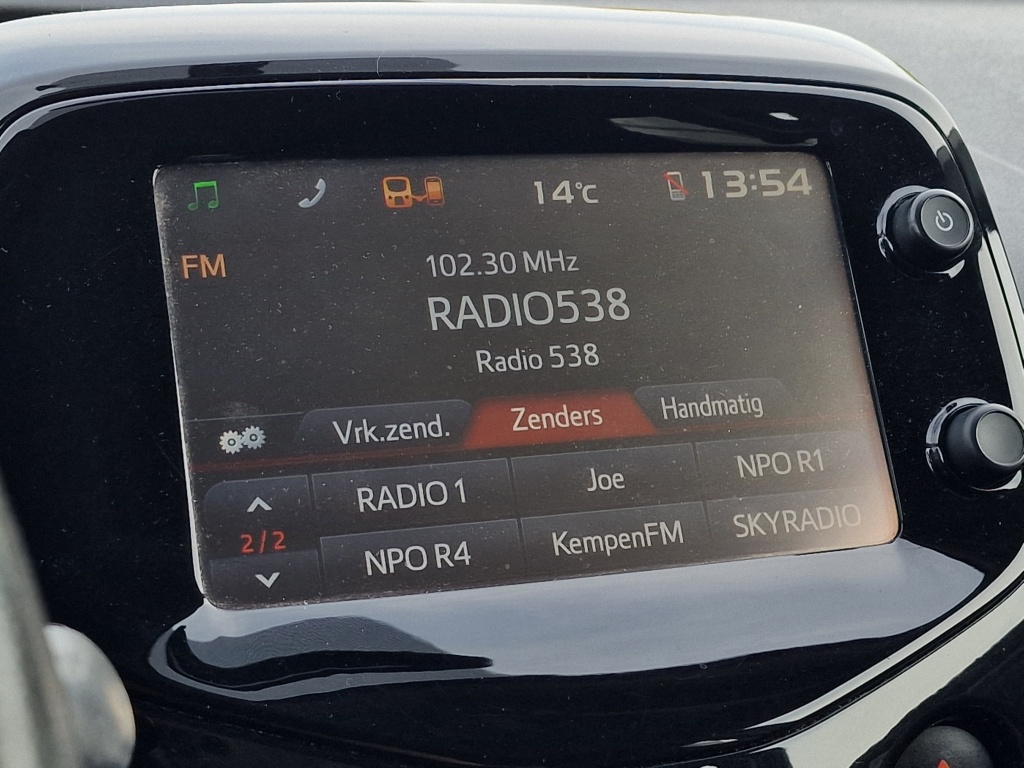 14°C
13:54
FM
102.30 MHz
RADIO538
Radio 538
Vrk.zend.
Zenders
Handmatig
RADIO 1
Joe
NPO R1
2/2
NPO R4
KempenFM
SKYRADIO